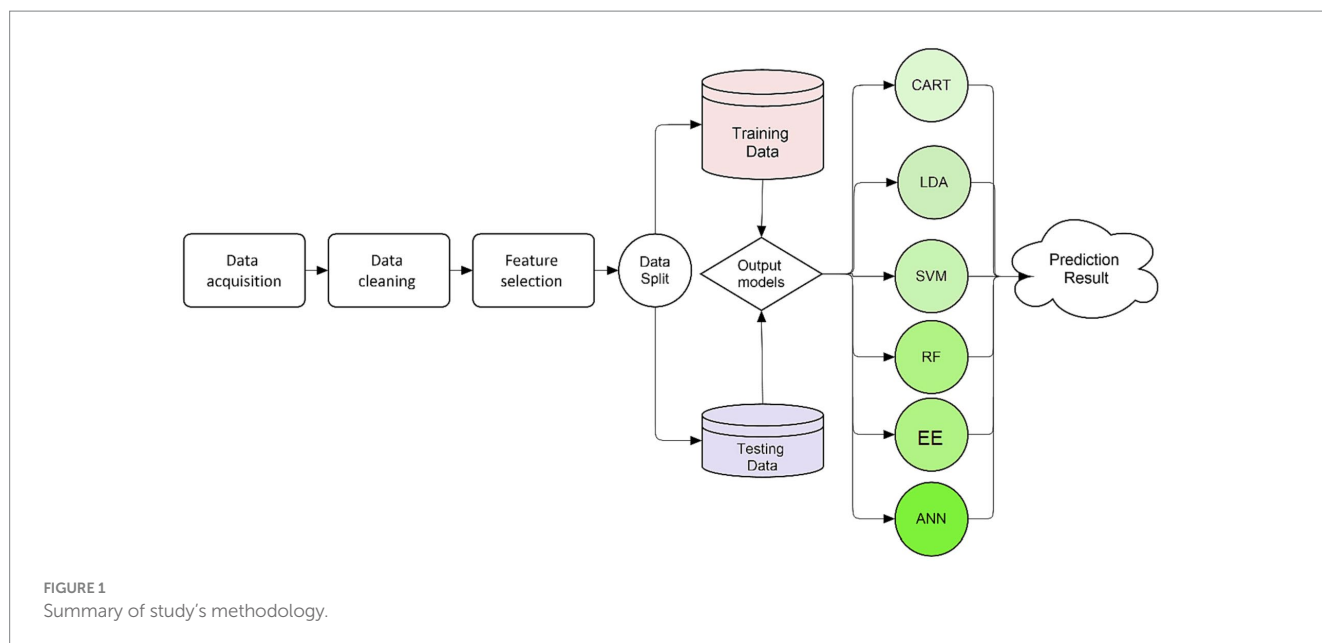 Data
acquisition
Data
cleaning
Feature
selection
Data
Split
Training
Data
Output
models
Testing
Data
CART
LDA
SVM
RF
EE
ANN
Prediction
Result
FIGURE 1
Summary of study's methodology.